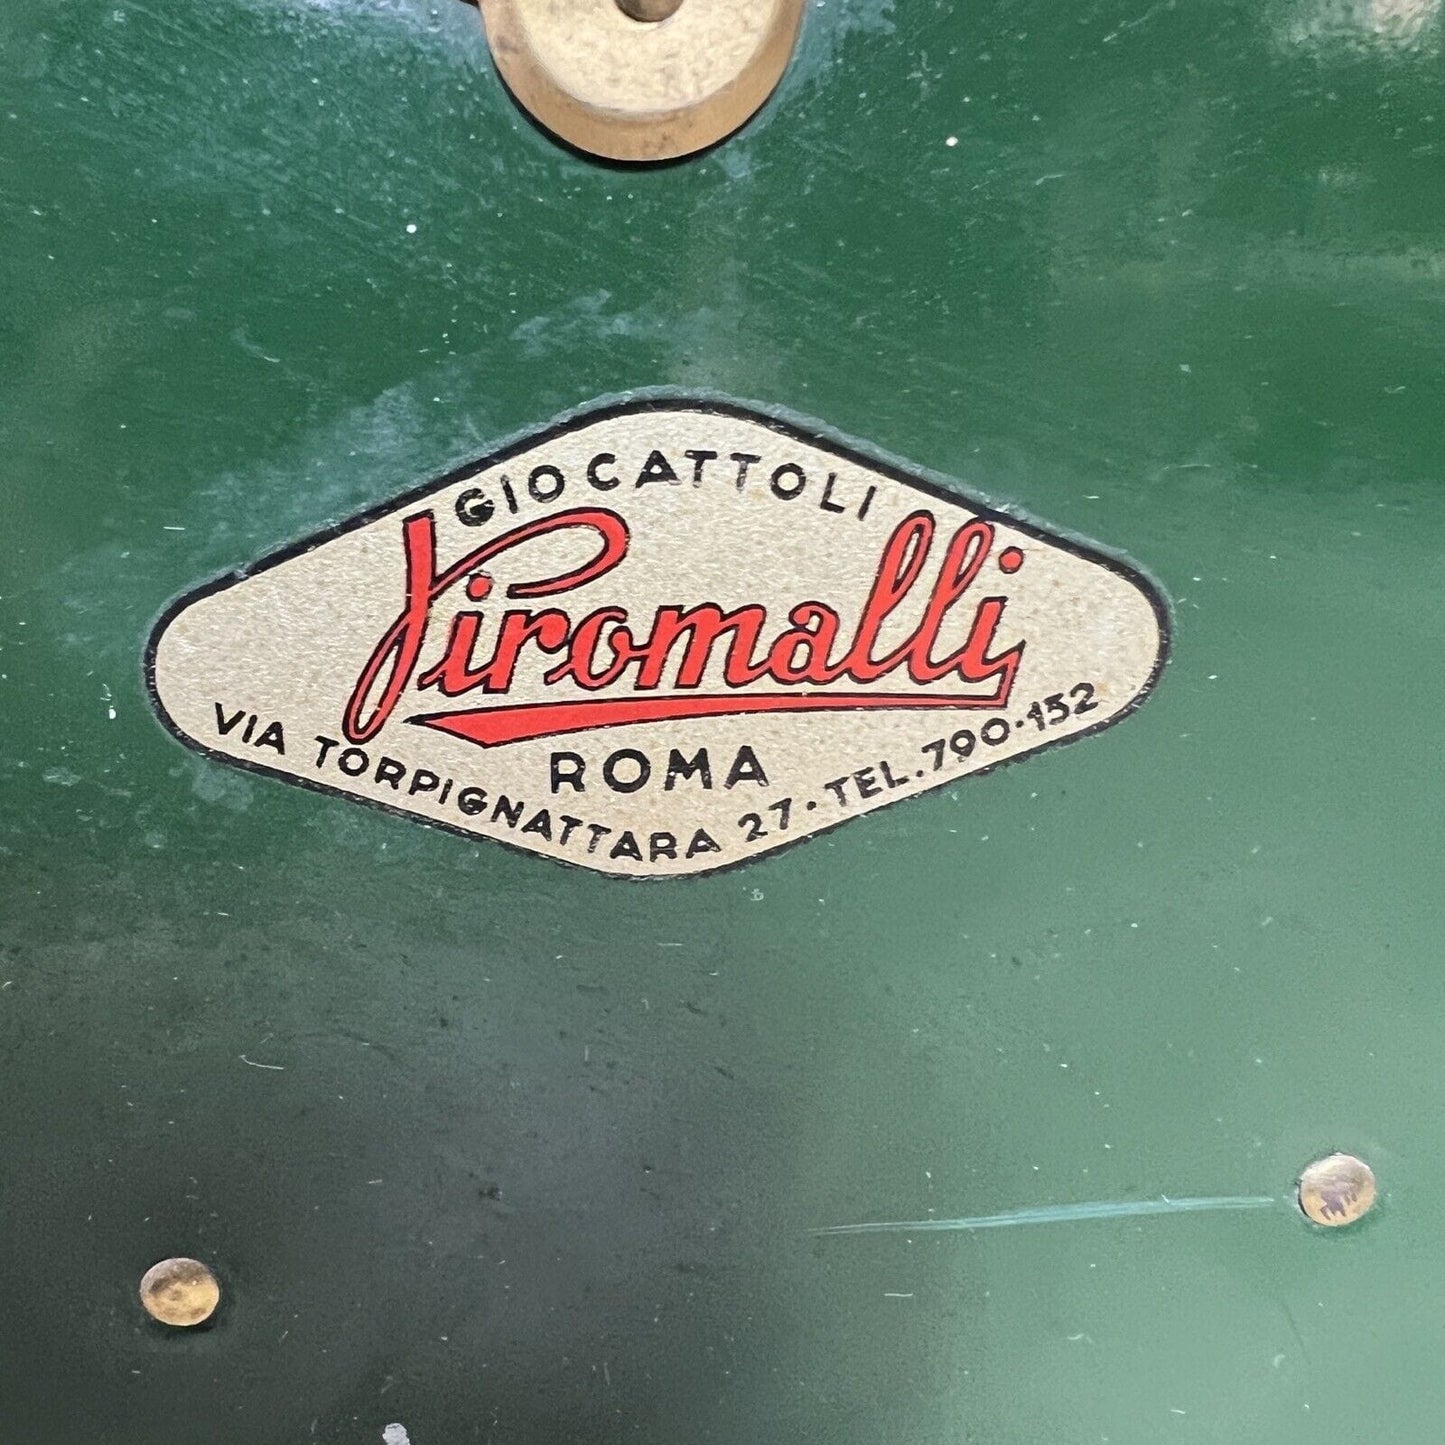 GIOCATTOLI
Piromalli
ROMA
VIA TORPIGNATTARA 27 · TEL. 790-152